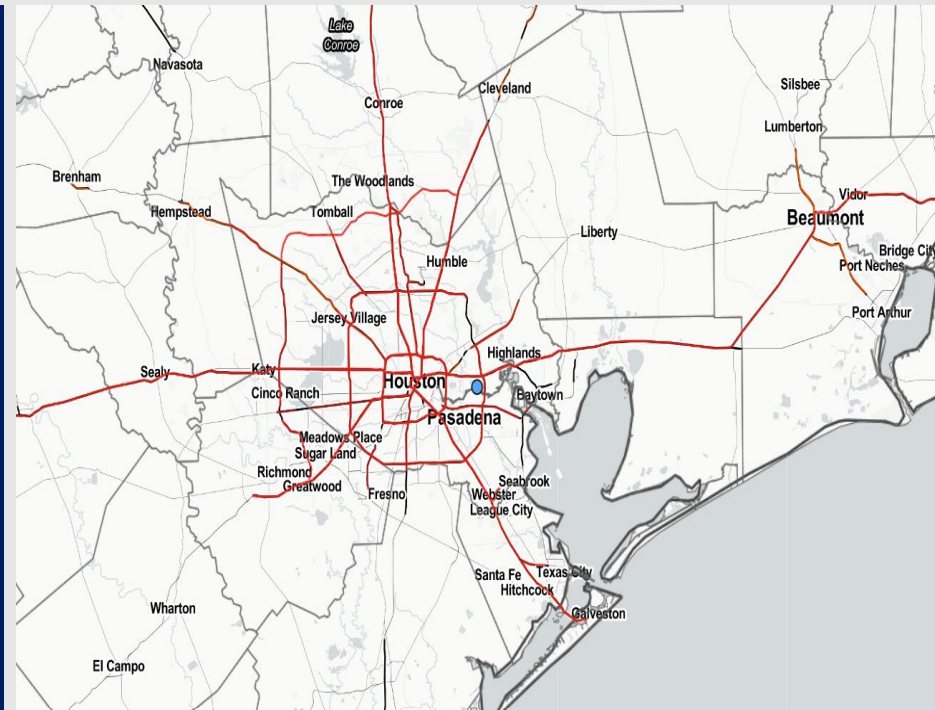 Lake
Conroe
Navasota
Cleveland
Silsbee
Conroe
Lumberton
Brenham
The Woodlands
Vidor
Hempstead
Tomball
Beaumont
Liberty
Bridge City
Humble
Port Neches
Port Arthur
Jersey Village
Highlands
Sealy
Katy
Houston
Cinco Ranch
Baytown
Pasadena
Meadows Place
Sugar Land
Richmond
Greatwood
Fresno
Seabrook
Webster
League City
Santa Fe
Texas City
Hitchcock
Wharton
Galveston
El Campo